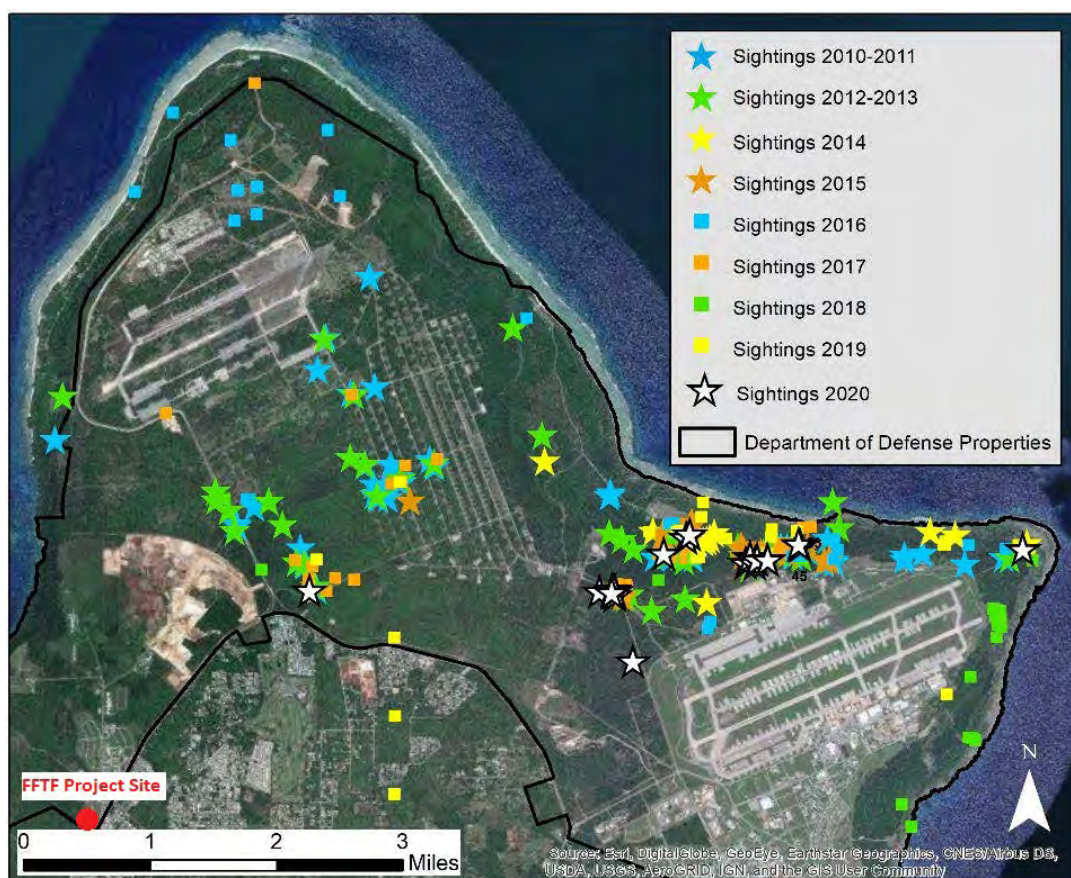 Sightings 2010-2011
Sightings 2012-2013
Sightings 2014
Sightings 2015
Sightings 2016
Sightings 2017
Sightings 2018
Sightings 2019
Sightings 2020
Department of Defense Properties
45
N
FFTF Project Site
0 1 2 3
Miles
Source: Esri, DigitalGlobe, GeoEye, Earthstar Geographics, CNES/Airbus DS,
USDA, USGS, AeroGRID, IGN, and the GIS User Community